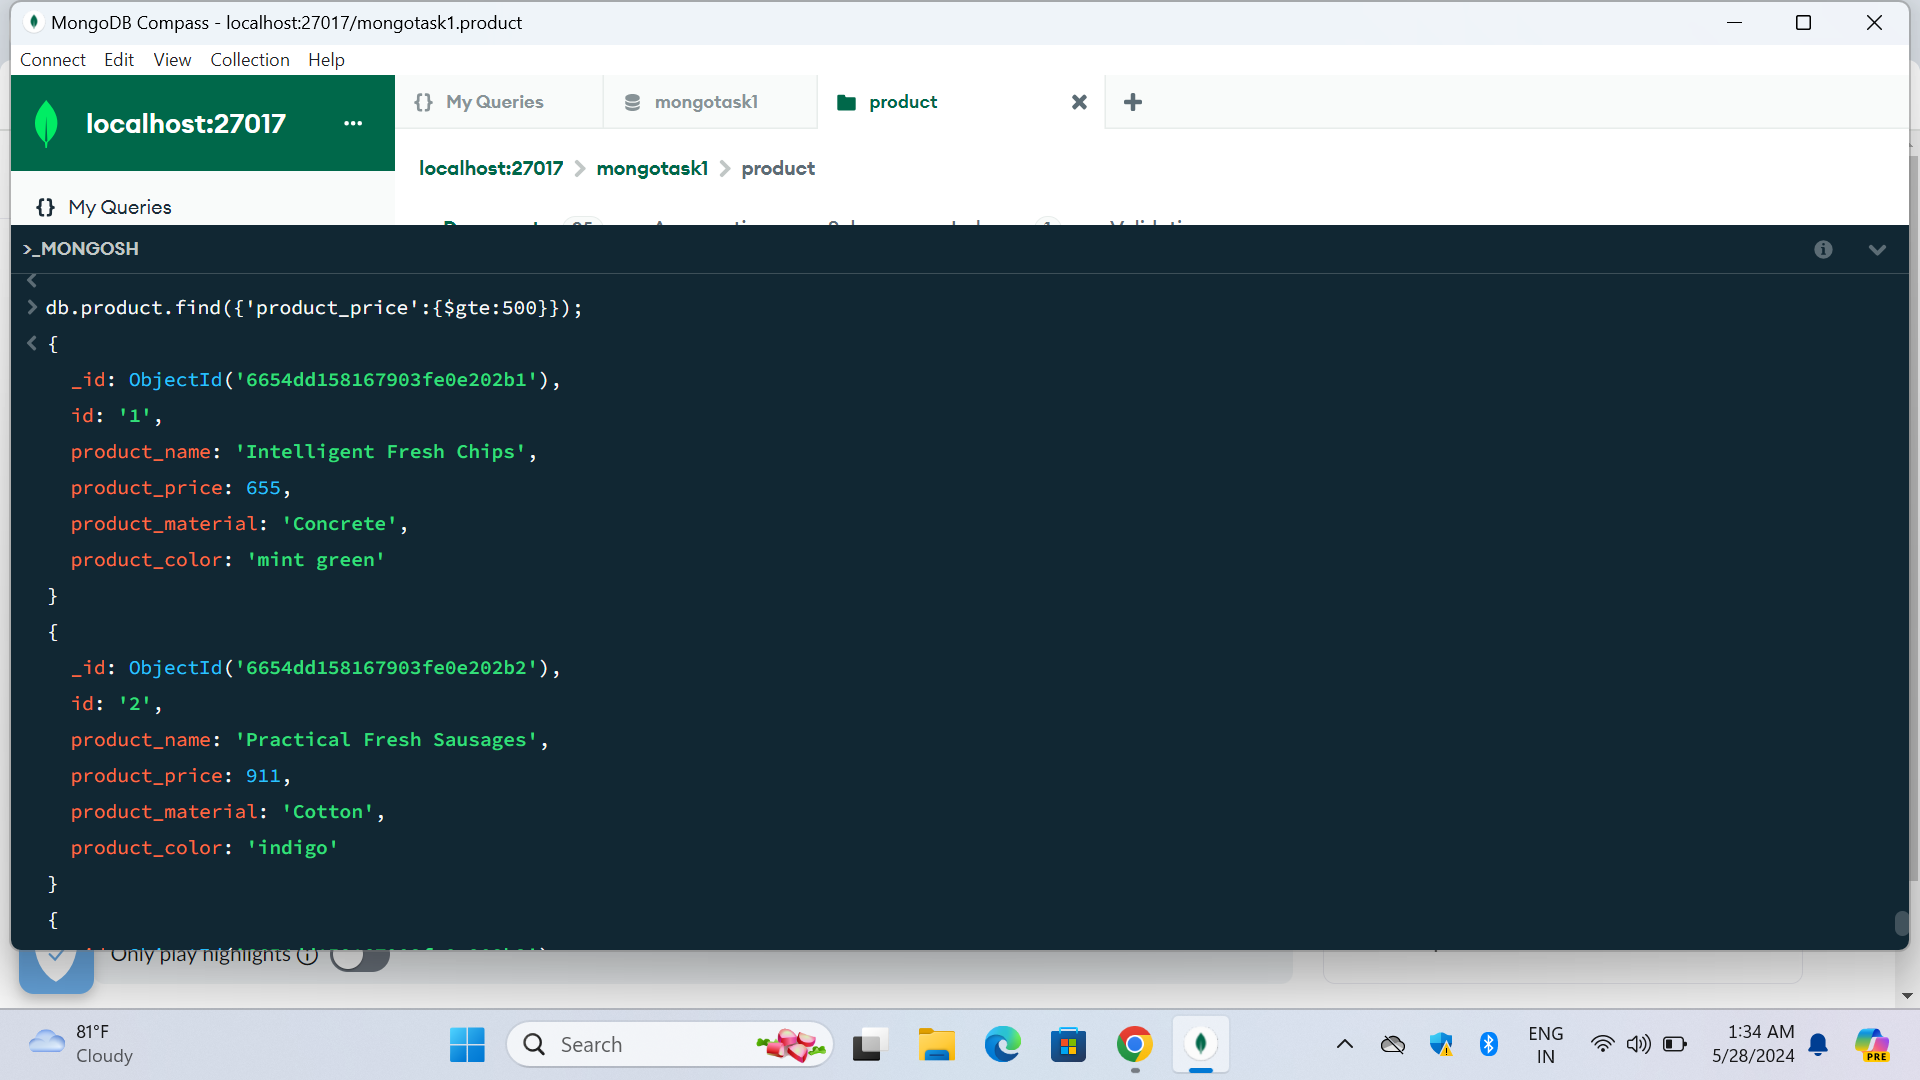 MongoDB Compass - localhost:27017/mongotask1.product
Connect Edit View Collection Help
localhost:27017 ...
{} My Queries
mongotask1
product
localhost:27017 > mongotask1 > product
{} My Queries
>_MONGOSH
db.product.find({'product_price':{$gte:500}});
{
_id: ObjectId('6654dd158167903fe0e202b1'),
id: '1',
product_name: 'Intelligent Fresh Chips',
product_price: 655,
product_material: 'Concrete',
product_color: 'mint green'
}
{
_id: ObjectId('6654dd158167903fe0e202b2'),
id: '2',
product_name: 'Practical Fresh Sausages',
product_price: 911,
product_material: 'Cotton',
product_color: 'indigo'
}
{
Only play highlights
81°F
Cloudy
Search
ENG
IN
1:34 AM
5/28/2024
PRE